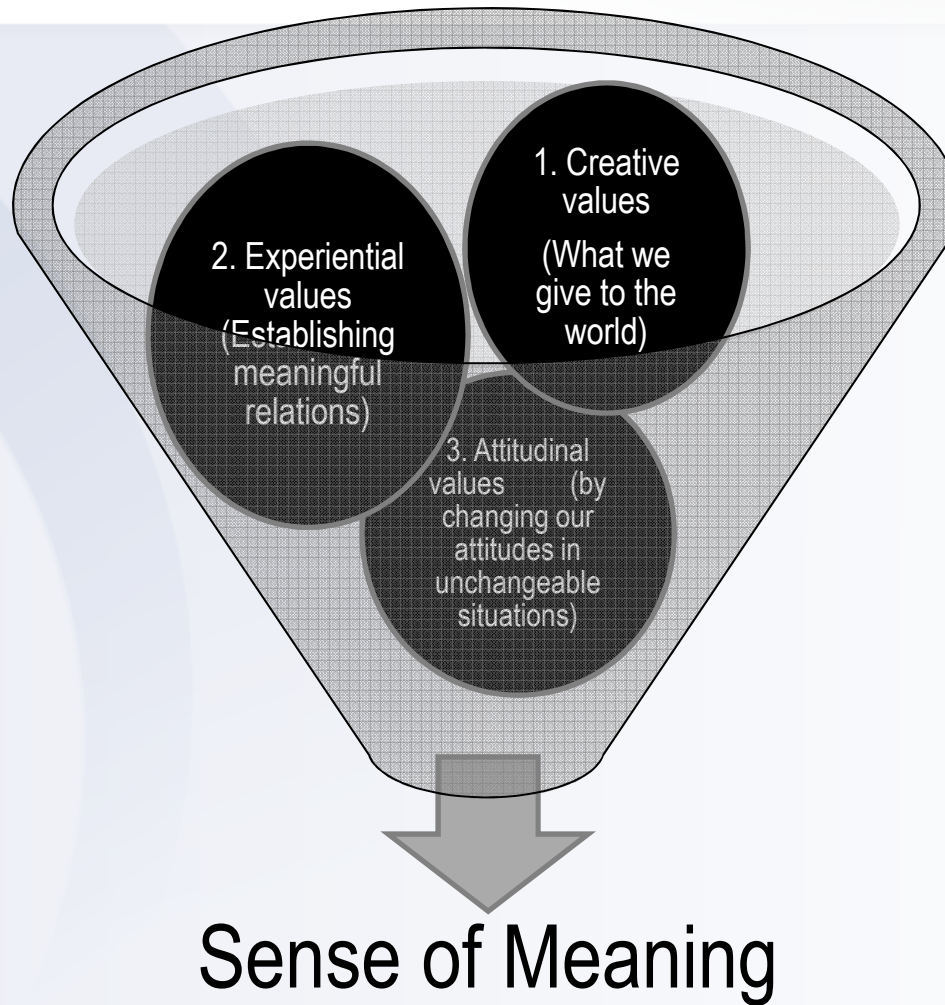 1. Creative
values
(What we
give to the
world)
2. Experiential
values
(Establishing
meaningful
relations)
3. Attitudinal
values (by
changing our
attitudes in
unchangeable
situations)
Sense of Meaning